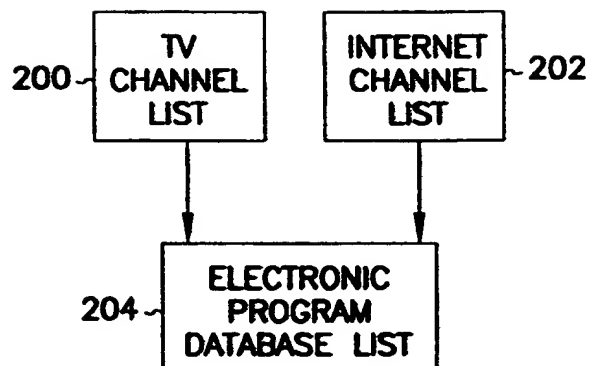 TV
CHANNEL
LIST
200
INTERNET
CHANNEL
LIST
202
ELECTRONIC
PROGRAM
DATABASE LIST
204